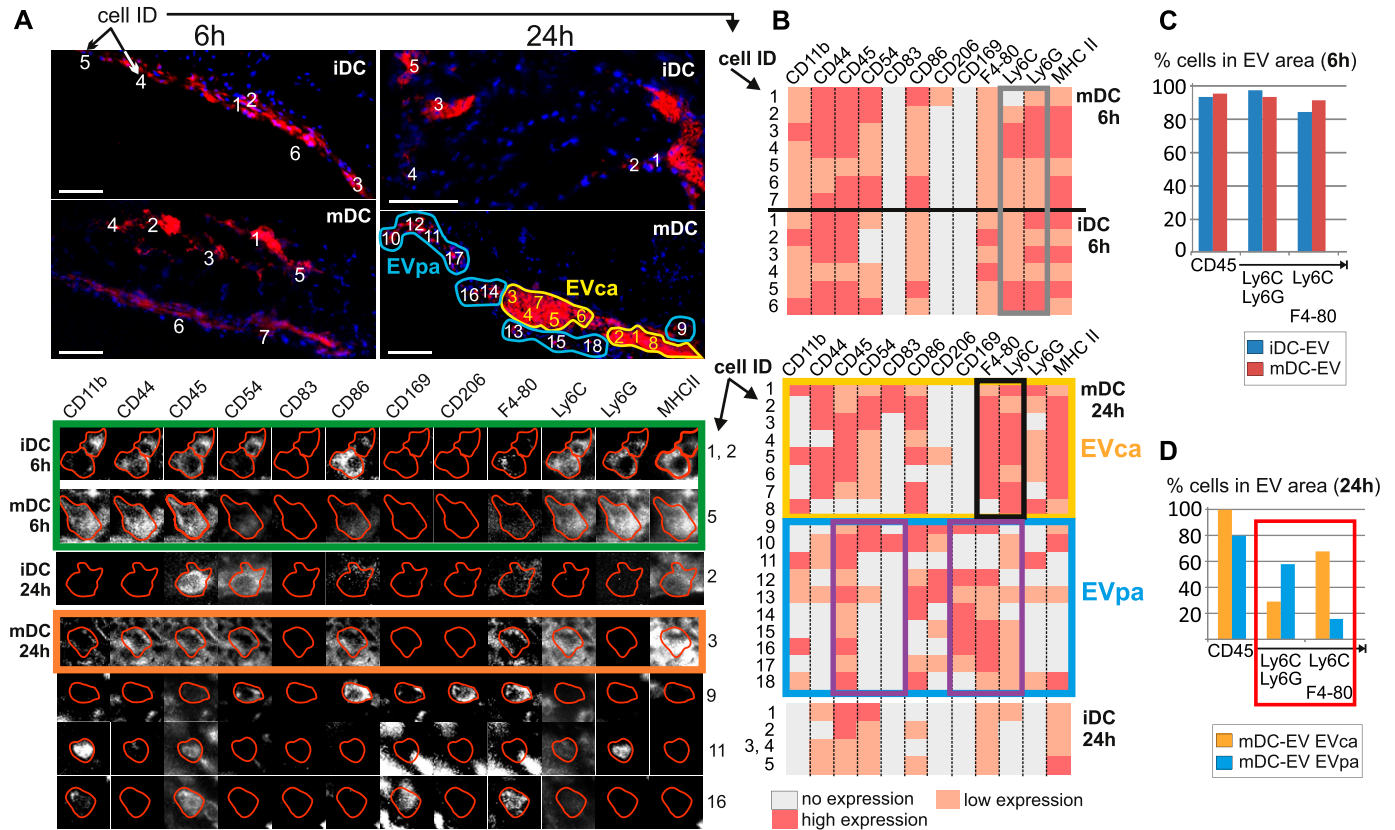 A
cell ID
6h
24h
5
4
1
2
6
3
iDC
5
3
4
2
1
iDC
4
2
3
1
5
6
7
mDC
12
10
11
17
EVpa
16
14
3
7
4
5
6
EVca
13
15
18
2
1
8
9
mDC
CD11b
CD44
CD45
CD54
CD83
CD86
CD169
CD206
F4-80
Ly6C
Ly6G
MHCII
iDC
6h
1, 2
mDC
6h
5
iDC
24h
2
mDC
24h
3
9
11
16
B
cell ID
CD11b
CD44
CD45
CD54
CD83
CD86
CD206
CD169
F4-80
Ly6C
Ly6G
MHC II
1
2
3
4
5
6
7
mDC
6h
1
2
3
4
5
6
iDC
6h
cell ID
CD11b
CD44
CD45
CD54
CD83
CD86
CD206
CD169
F4-80
Ly6C
Ly6G
MHC II
1
2
3
4
5
6
7
8
mDC
24h
EVca
9
10
11
12
13
14
15
16
17
18
EVpa
1
2
3, 4
5
iDC
24h
no expression
low expression
high expression
C
% cells in EV area (6h)
100
80
60
40
20
0
CD45
Ly6C
Ly6G
Ly6C
F4-80
iDC-EV
mDC-EV
D
% cells in EV area (24h)
100
80
60
40
20
CD45
Ly6C
Ly6G
Ly6C
F4-80
mDC-EV EVca
mDC-EV EVpa